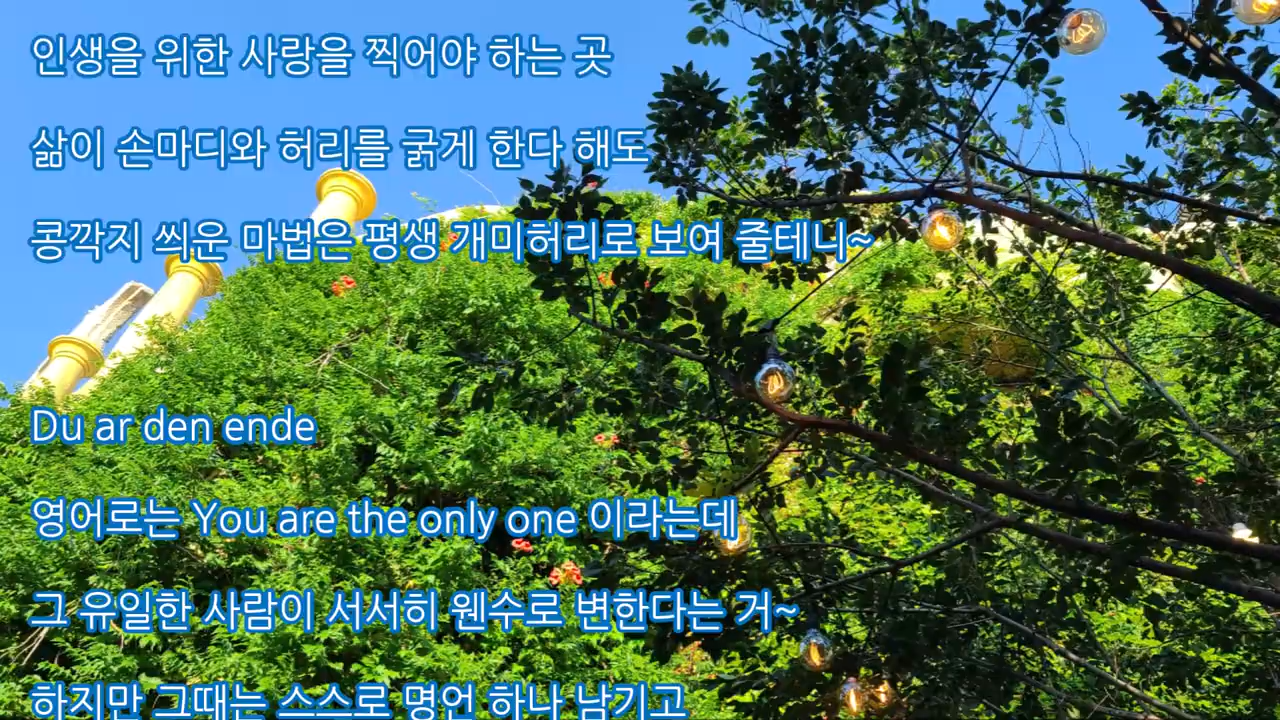 인생을 위한 사랑을 찍어야 하는 곳
삶이 손마디와 허리를 굵게 한다 해도
콩깍지 씌운 마법은 평생 개미허리로 보여 줄테니~
Du ar den ende
영어로는 You are the only one 이라는데
그 유일한 사람이 서서히 웬수로 변한다는 거~
하지만 그때는 스스로 명언 하나 남기고